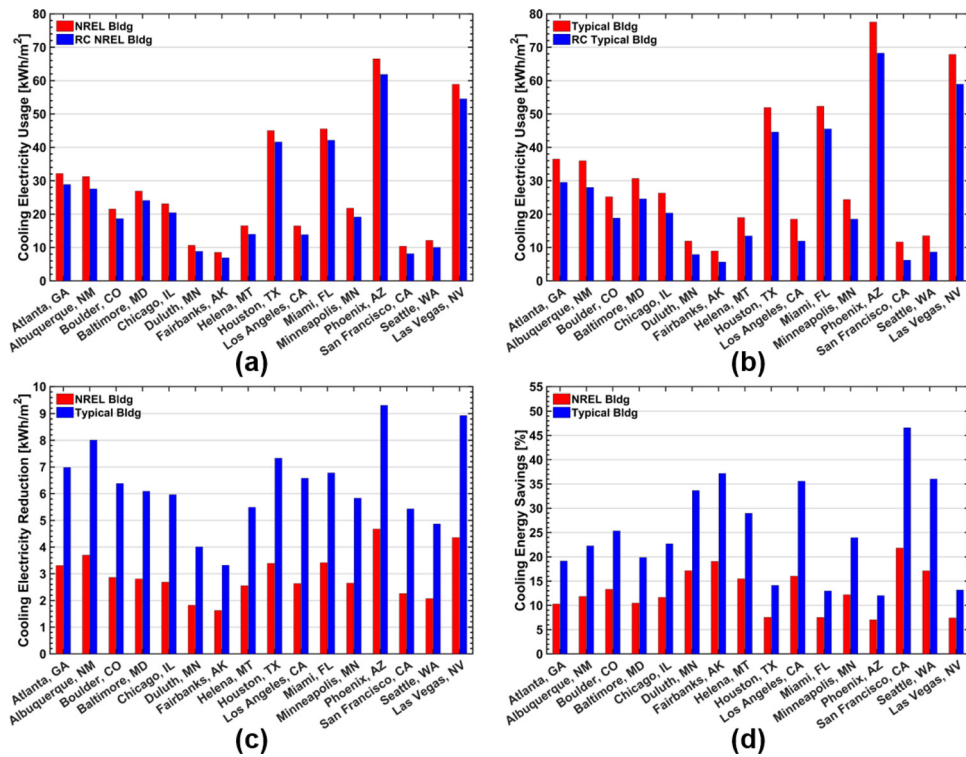 NREL Bldg
RC NREL Bldg
Cooling Electricity Usage [kWh/m²]
80
70
60
50
40
30
20
10
0
Atlanta, GA
Albuquerque, NM
Boulder, CO
Baltimore, MD
Chicago, IL
Duluth, MN
Fairbanks, AK
Helena, MT
Houston, TX
Los Angeles, CA
Miami, FL
Minneapolis, MN
Phoenix, AZ
San Francisco, CA
Seattle, WA
Las Vegas, NV
(a)
Typical Bldg
RC Typical Bldg
Cooling Electricity Usage [kWh/m²]
80
70
60
50
40
30
20
10
0
Atlanta, GA
Albuquerque, NM
Boulder, CO
Baltimore, MD
Chicago, IL
Duluth, MN
Fairbanks, AK
Helena, MT
Houston, TX
Los Angeles, CA
Miami, FL
Minneapolis, MN
Phoenix, AZ
San Francisco, CA
Seattle, WA
Las Vegas, NV
(b)
NREL Bldg
Typical Bldg
Cooling Electricity Reduction [kWh/m²]
10
9
8
7
6
5
4
3
2
1
0
Atlanta, GA
Albuquerque, NM
Boulder, CO
Baltimore, MD
Chicago, IL
Duluth, MN
Fairbanks, AK
Helena, MT
Houston, TX
Los Angeles, CA
Miami, FL
Minneapolis, MN
Phoenix, AZ
San Francisco, CA
Seattle, WA
Las Vegas, NV
(c)
NREL Bldg
Typical Bldg
Cooling Energy Savings [%]
55
50
45
40
35
30
25
20
15
10
5
0
Atlanta, GA
Albuquerque, NM
Boulder, CO
Baltimore, MD
Chicago, IL
Duluth, MN
Fairbanks, AK
Helena, MT
Houston, TX
Los Angeles, CA
Miami, FL
Minneapolis, MN
Phoenix, AZ
San Francisco, CA
Seattle, WA
Las Vegas, NV
(d)